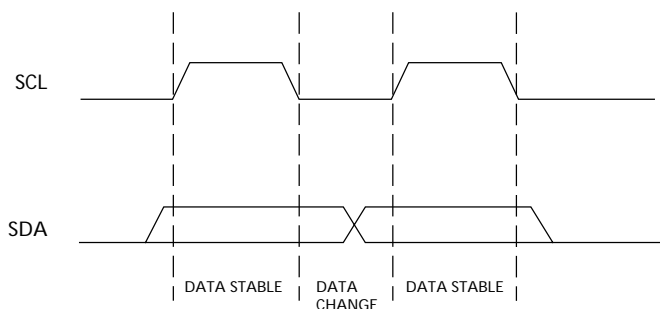 SCL
SDA
DATA STABLE
DATA
CHANGE
DATA STABLE